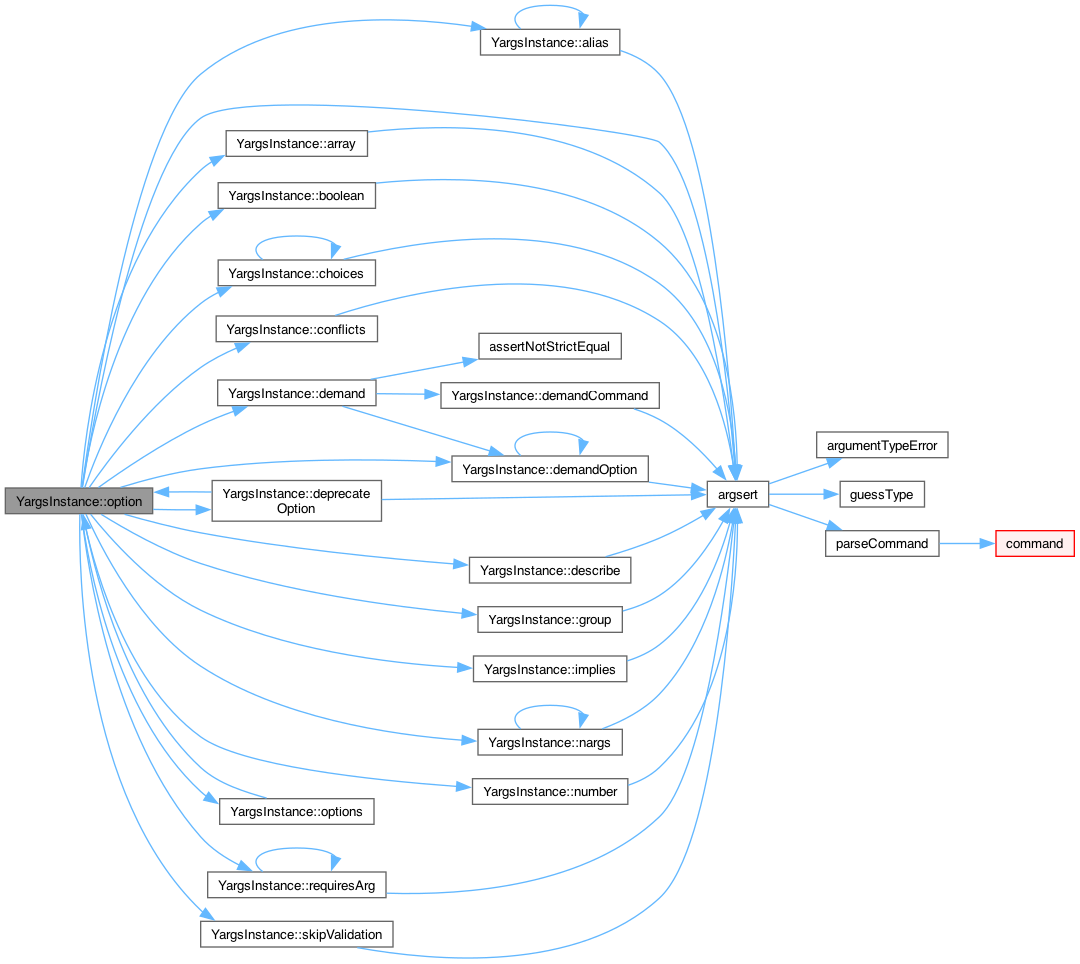 YargsInstance::alias
YargsInstance::array
YargsInstance::boolean
YargsInstance::choices
YargsInstance::conflicts
assertNotStrictEqual
YargsInstance::demand
YargsInstance::demandCommand
argumentTypeError
YargsInstance::demandOption
YargsInstance::option
YargsInstance::deprecate
Option
argsert
guessType
parseCommand
command
YargsInstance::describe
YargsInstance::group
YargsInstance::implies
YargsInstance::nargs
YargsInstance::number
YargsInstance::options
YargsInstance::requiresArg
YargsInstance::skipValidation